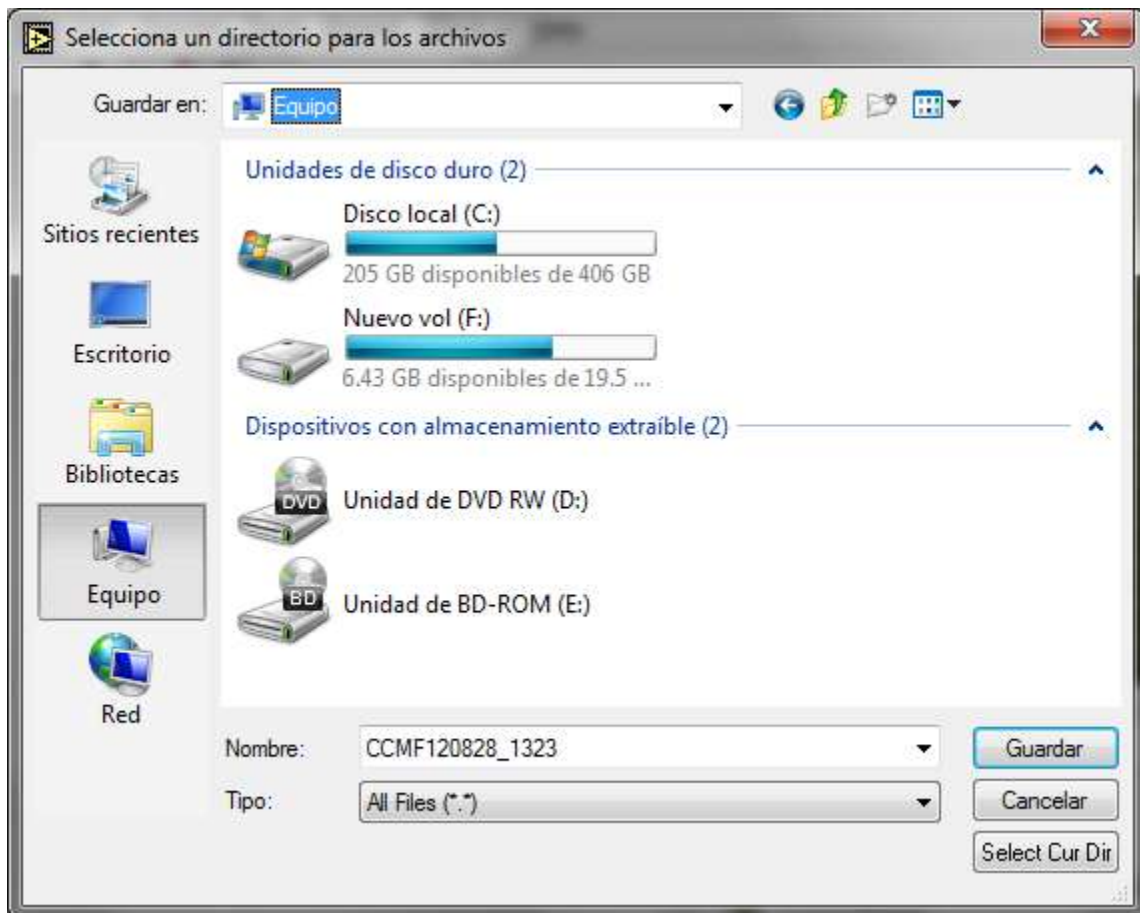 Selecciona un directorio para los archivos
Guardar en:
Equipo
Sitios recientes
Escritorio
Bibliotecas
Equipo
Red
Unidades de disco duro (2)
Disco local (C:)
205 GB disponibles de 406 GB
Nuevo vol (F:)
6.43 GB disponibles de 19.5 ...
Dispositivos con almacenamiento extraíble (2)
DVD
Unidad de DVD RW (D:)
BD
Unidad de BD-ROM (E:)
Nombre:
CCMF120828_1323
Guardar
Tipo:
All Files (*.*)
Cancelar
Select Cur Dir